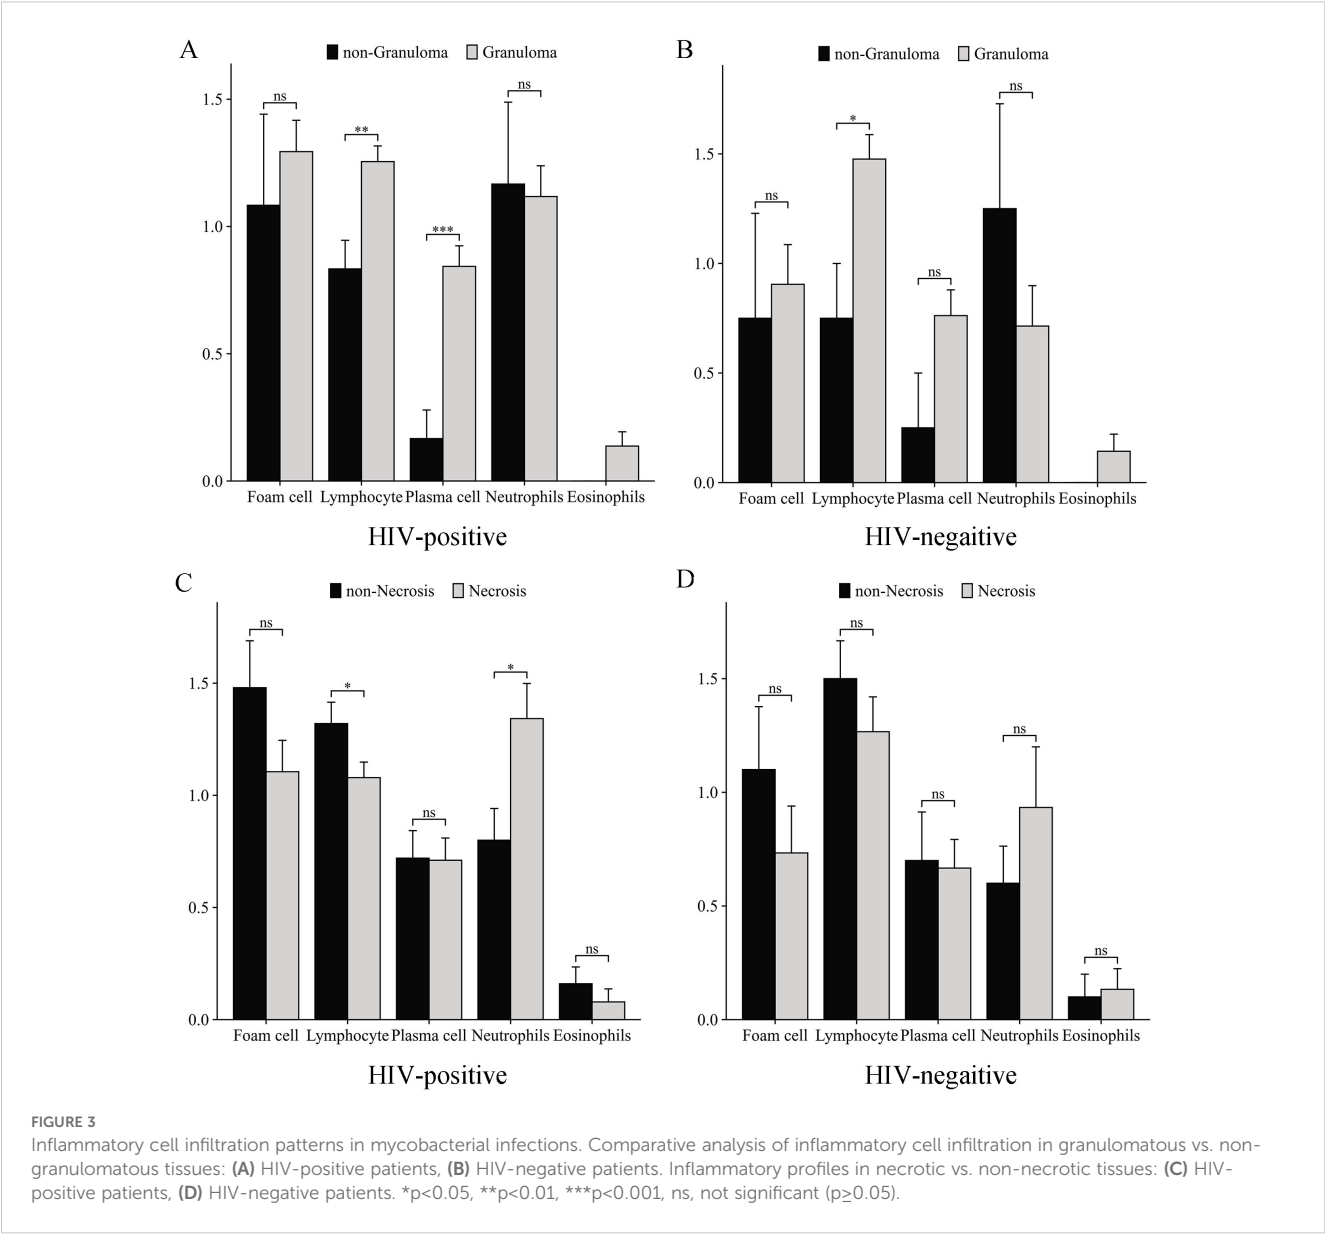 A
non-Granuloma Granuloma
1.5
1.0
0.5
0.0
ns
**
***
ns
Foam cell Lymphocyte Plasma cell Neutrophils Eosinophils
HIV-positive
B
non-Granuloma Granuloma
1.5
1.0
0.5
0.0
ns
*
ns
ns
Foam cell Lymphocyte Plasma cell Neutrophils Eosinophils
HIV-negaitive
C
non-Necrosis Necrosis
1.5
1.0
0.5
0.0
ns
*
ns
*
ns
Foam cell Lymphocyte Plasma cell Neutrophils Eosinophils
HIV-positive
D
non-Necrosis Necrosis
1.5
1.0
0.5
0.0
ns
ns
ns
ns
ns
Foam cell Lymphocyte Plasma cell Neutrophils Eosinophils
HIV-negaitive
FIGURE 3
Inflammatory cell infiltration patterns in mycobacterial infections. Comparative analysis of inflammatory cell infiltration in granulomatous vs. non-
granulomatous tissues: (A) HIV-positive patients, (B) HIV-negative patients. Inflammatory profiles in necrotic vs. non-necrotic tissues: (C) HIV-
positive patients, (D) HIV-negative patients. *p<0.05, **p<0.01, ***p<0.001, ns, not significant (p≥0.05).